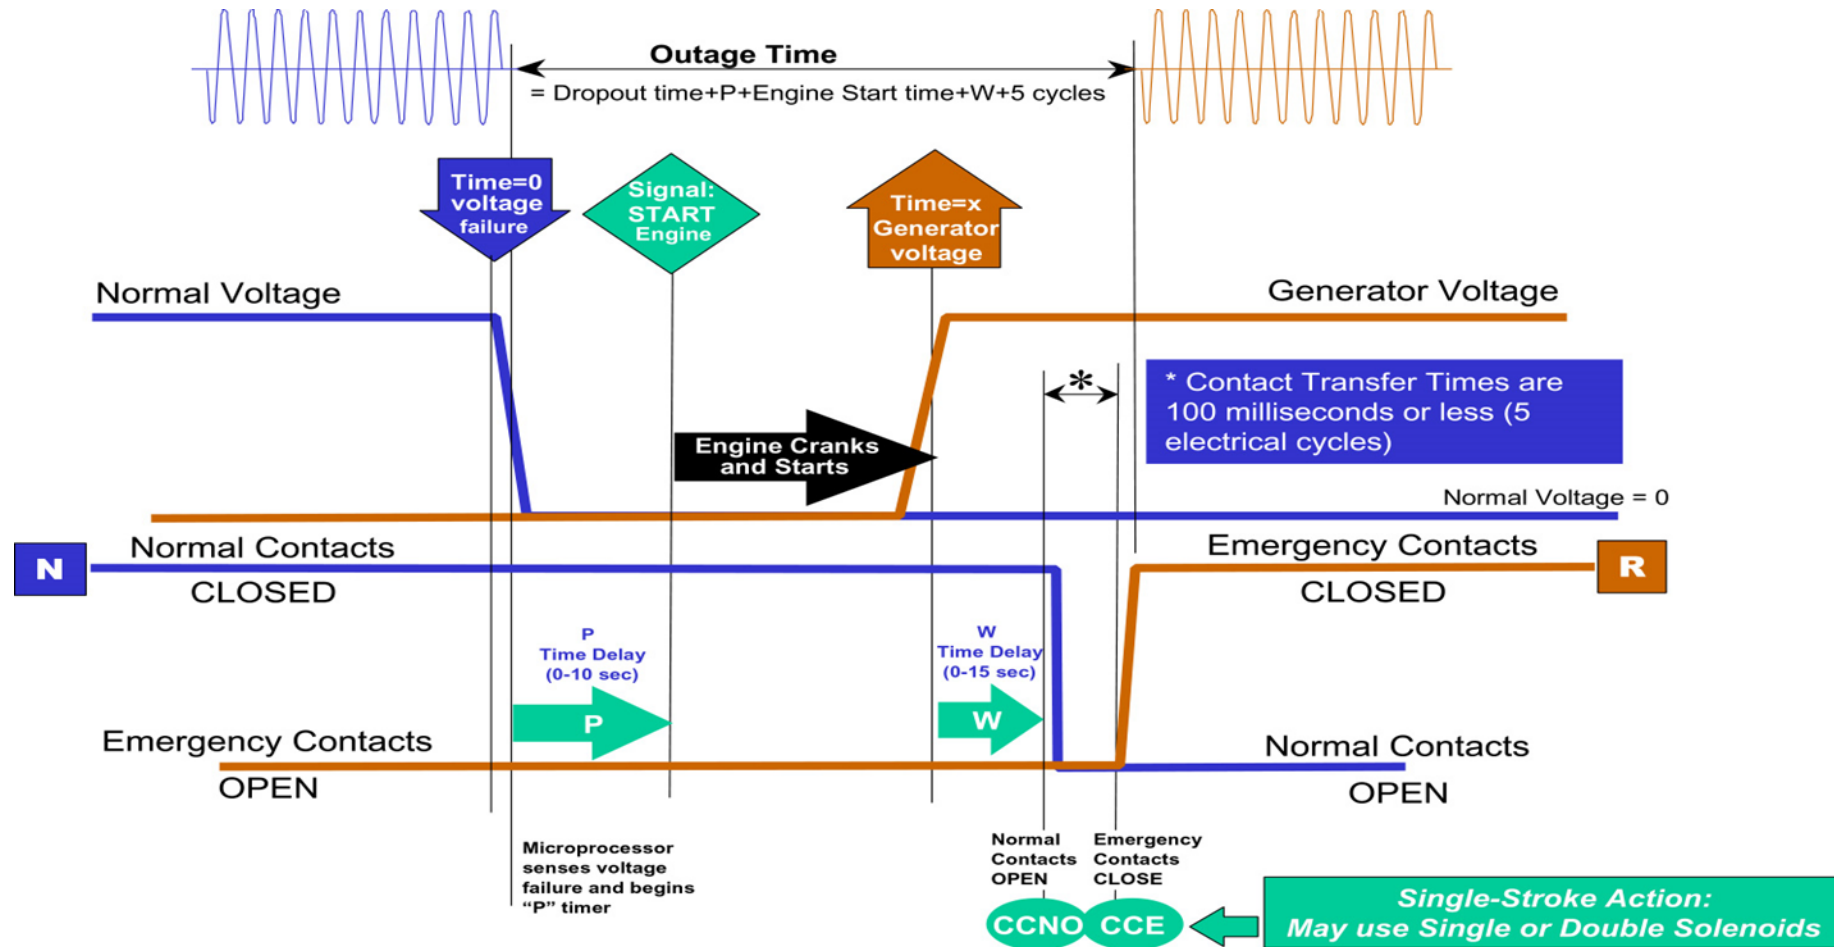 Outage Time
= Dropout time+P+Engine Start time+W+5 cycles
Time=0
voltage
failure
Signal:
START
Engine
Time=x
Generator
voltage
Normal Voltage
Generator Voltage
*
* Contact Transfer Times are
100 milliseconds or less (5
electrical cycles)
Engine Cranks
and Starts
Normal Voltage = 0
N
Normal Contacts
CLOSED
Emergency Contacts
CLOSED
R
P
Time Delay
(0-10 sec)
W
Time Delay
(0-15 sec)
P
W
Emergency Contacts
OPEN
Normal Contacts
OPEN
Microprocessor
senses voltage
failure and begins
“P” timer
Normal
Contacts
OPEN
Emergency
Contacts
CLOSE
CCNO
CCE
Single-Stroke Action:
May use Single or Double Solenoids